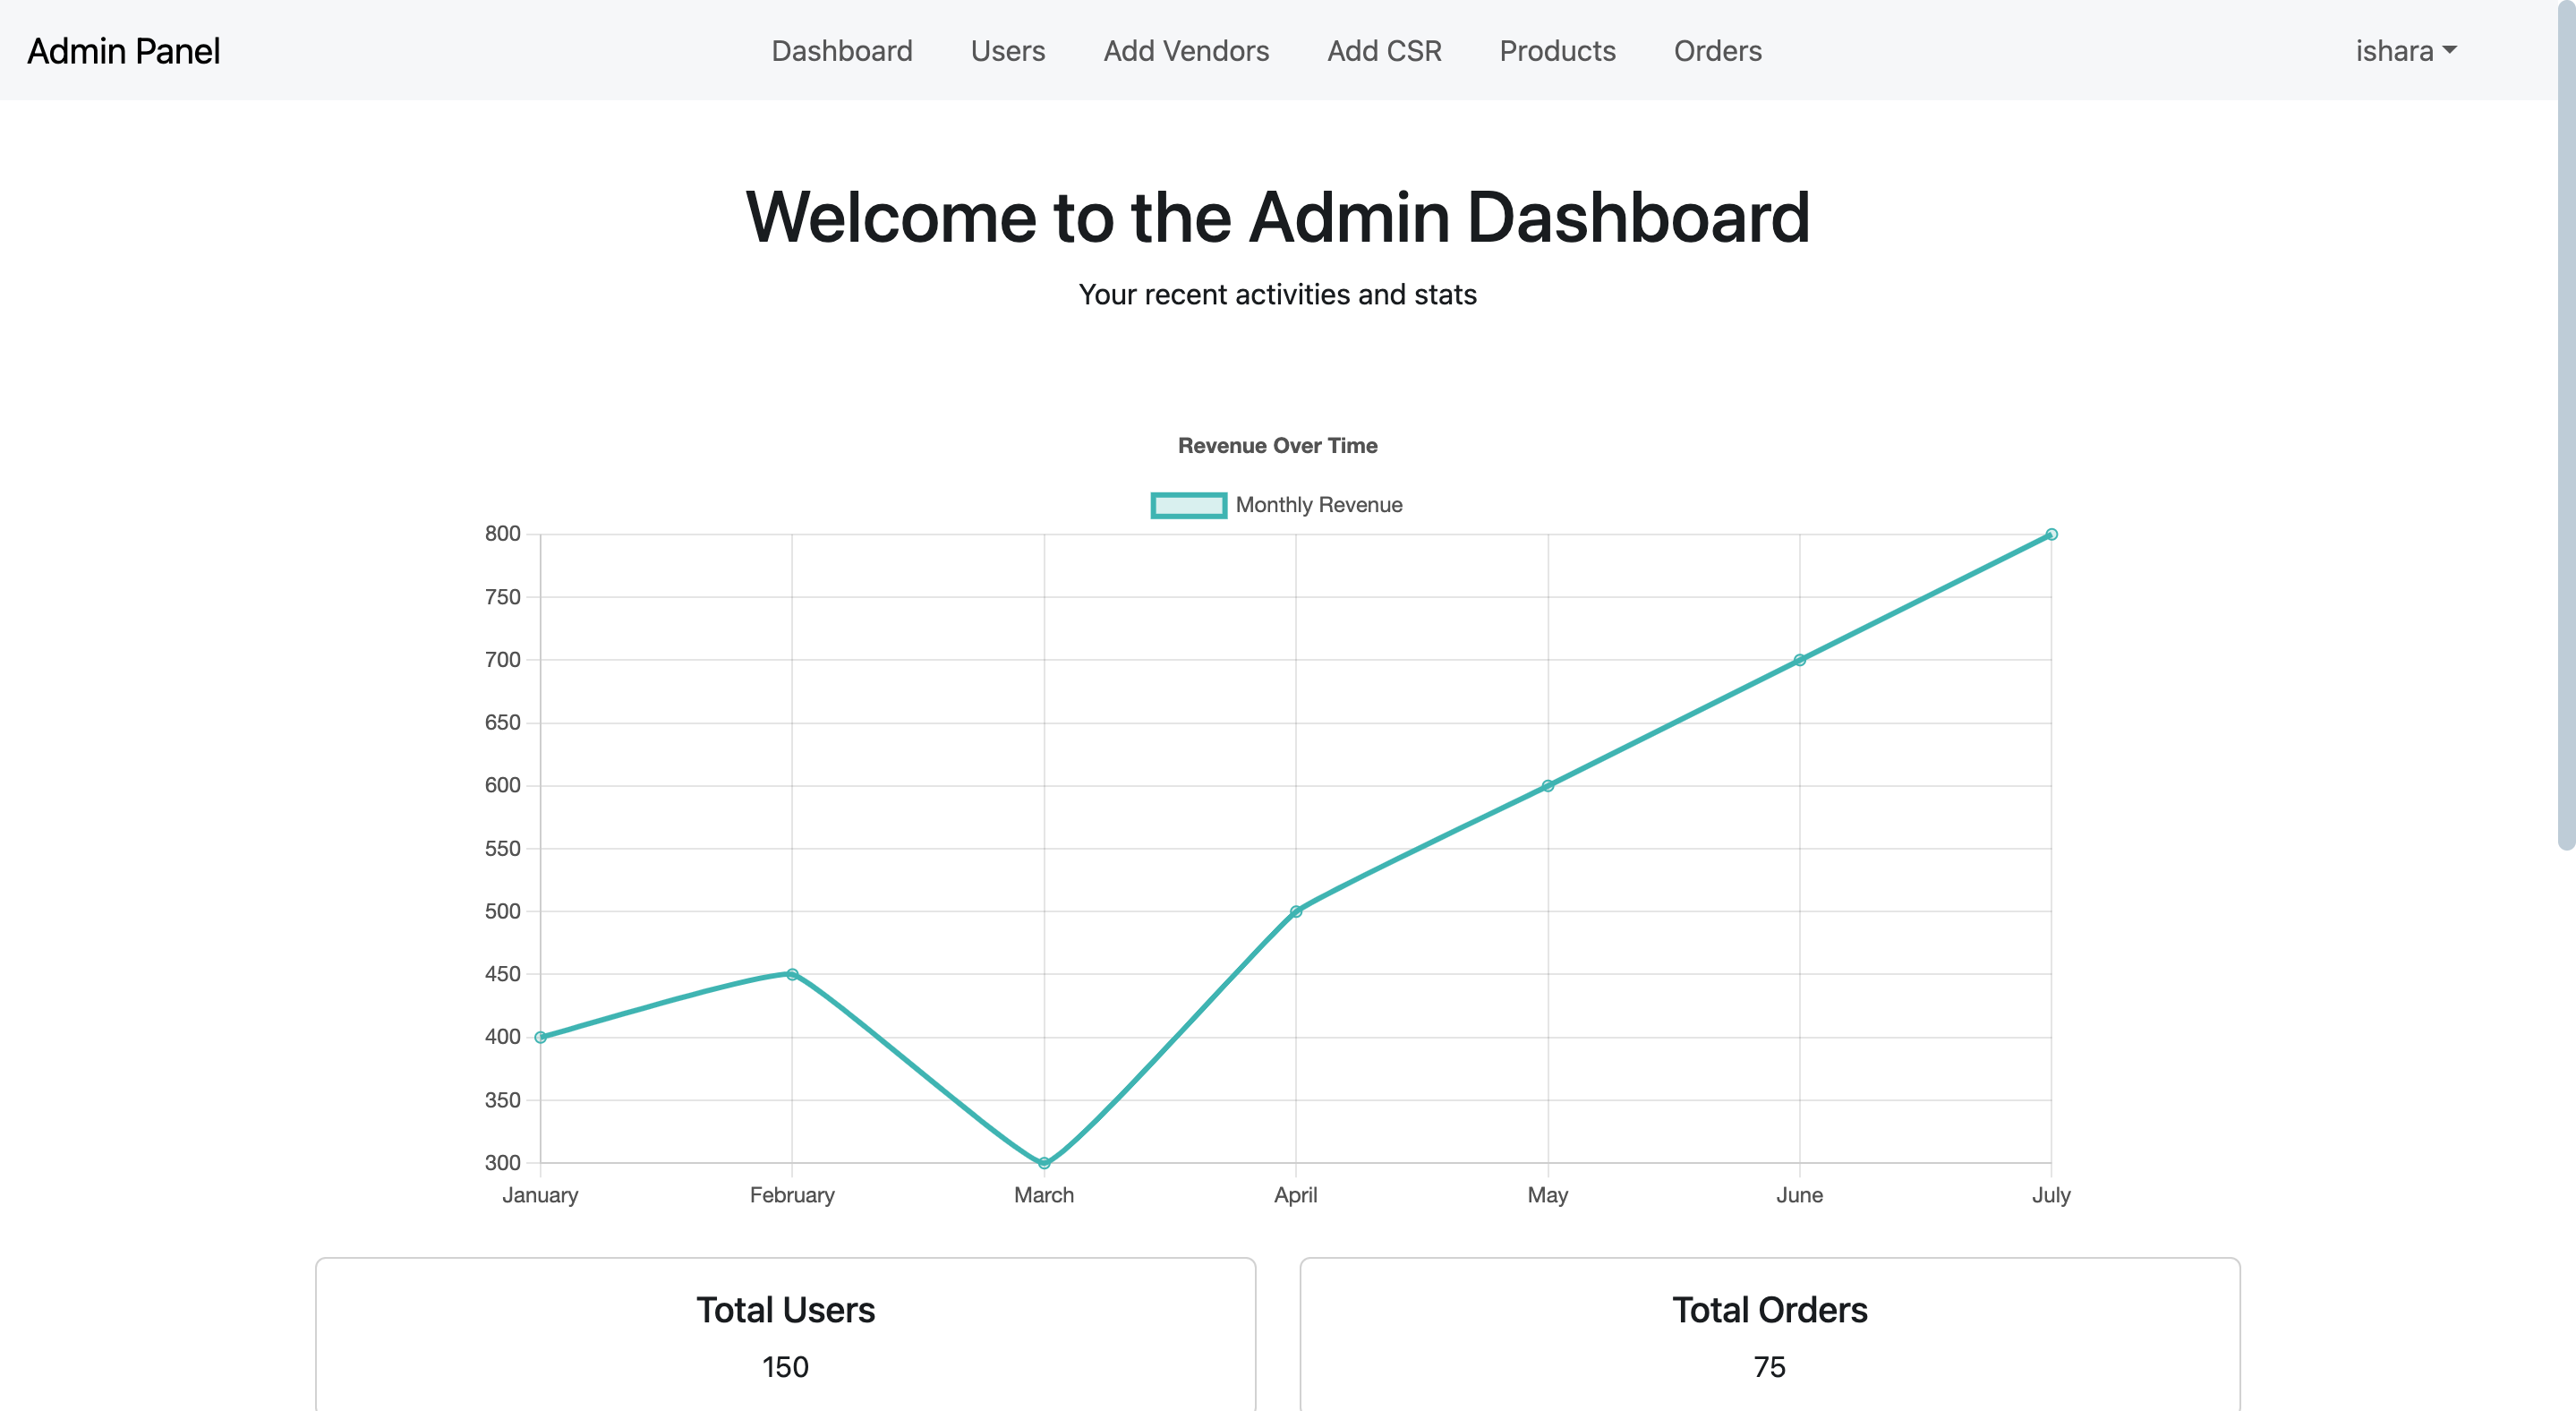 Admin Panel
Dashboard Users Add Vendors Add CSR Products Orders
ishara
Welcome to the Admin Dashboard
Your recent activities and stats
Revenue Over Time
Monthly Revenue
800
750
700
650
600
550
500
450
400
350
300
January February March April May June July
Total Users
150
Total Orders
75